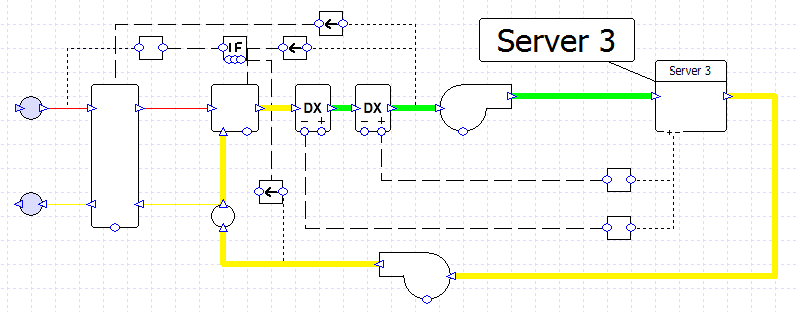 Server 3
IF
Server 3
DX
DX
− +
− +
+ −